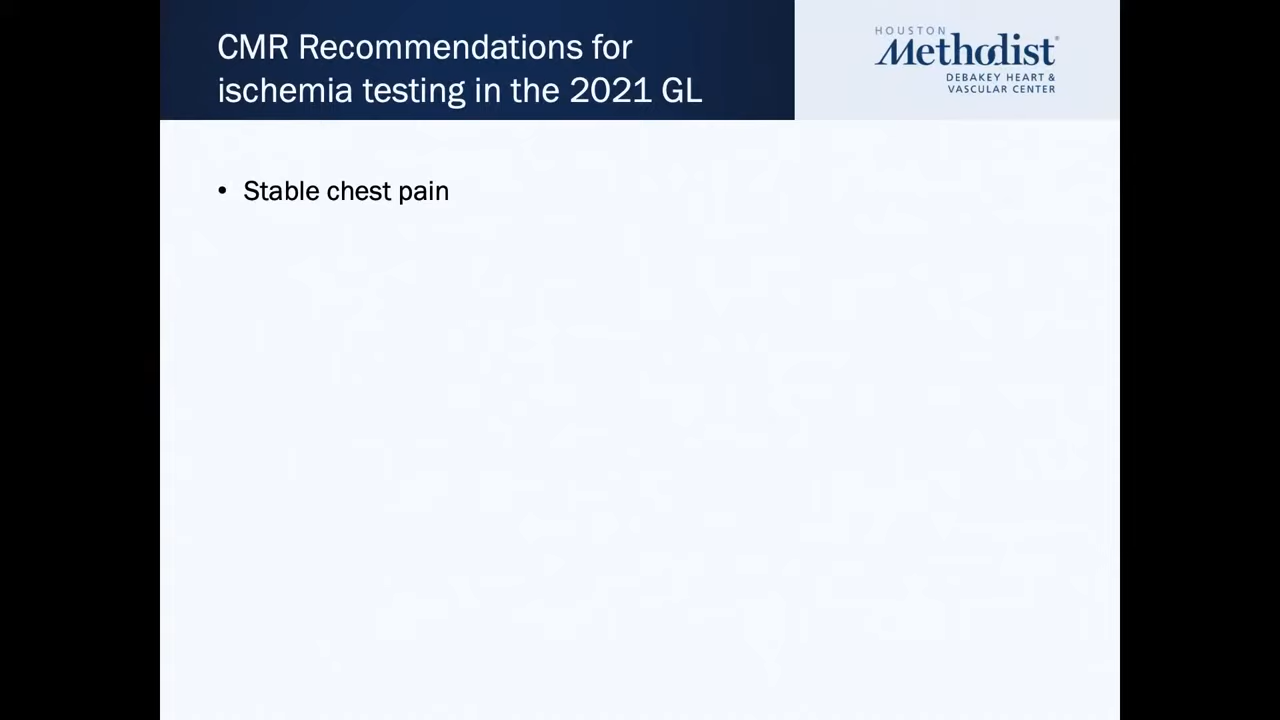 CMR Recommendations for
ischemia testing in the 2021 GL
HOUSTON
Methodist®
DEBAKEY HEART &
VASCULAR CENTER
• Stable chest pain